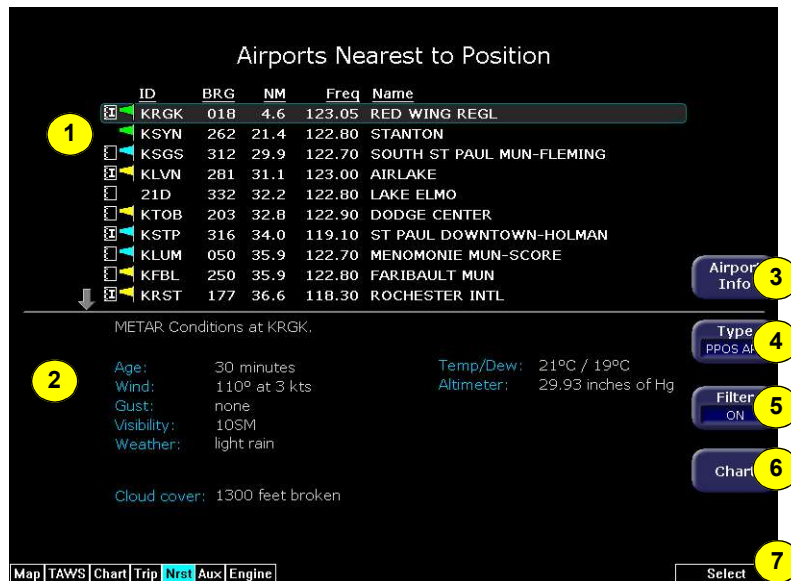 Airports Nearest to Position
ID BRG NM Freq Name
I KRGK 018 4.6 123.05 RED WING REGL
1
KSYN 262 21.4 122.80 STANTON
KSGS 312 29.9 122.70 SOUTH ST PAUL MUN-FLEMING
I KLVN 281 31.1 123.00 AIRLAKE
21D 332 32.2 122.80 LAKE ELMO
KTOB 203 32.8 122.90 DODGE CENTER
I KSTP 316 34.0 119.10 ST PAUL DOWNTOWN-HOLMAN
KLUM 050 35.9 122.70 MENOMONIE MUN-SCORE
KFBL 250 35.9 122.80 FARIBAULT MUN
I KRST 177 36.6 118.30 ROCHESTER INTL
Airport
Info
3
METAR Conditions at KRGK.
Type
PPOS AP
4
2
Age: 30 minutes Temp/Dew: 21ºC / 19ºC
Wind: 110º at 3 kts Altimeter: 29.93 inches of Hg
Gust: none
Visibility: 10SM
Weather: light rain
Filter
ON
5
Chart
6
Cloud cover: 1300 feet broken
Map TAWS Chart Trip Nrst Aux Engine
Select
7